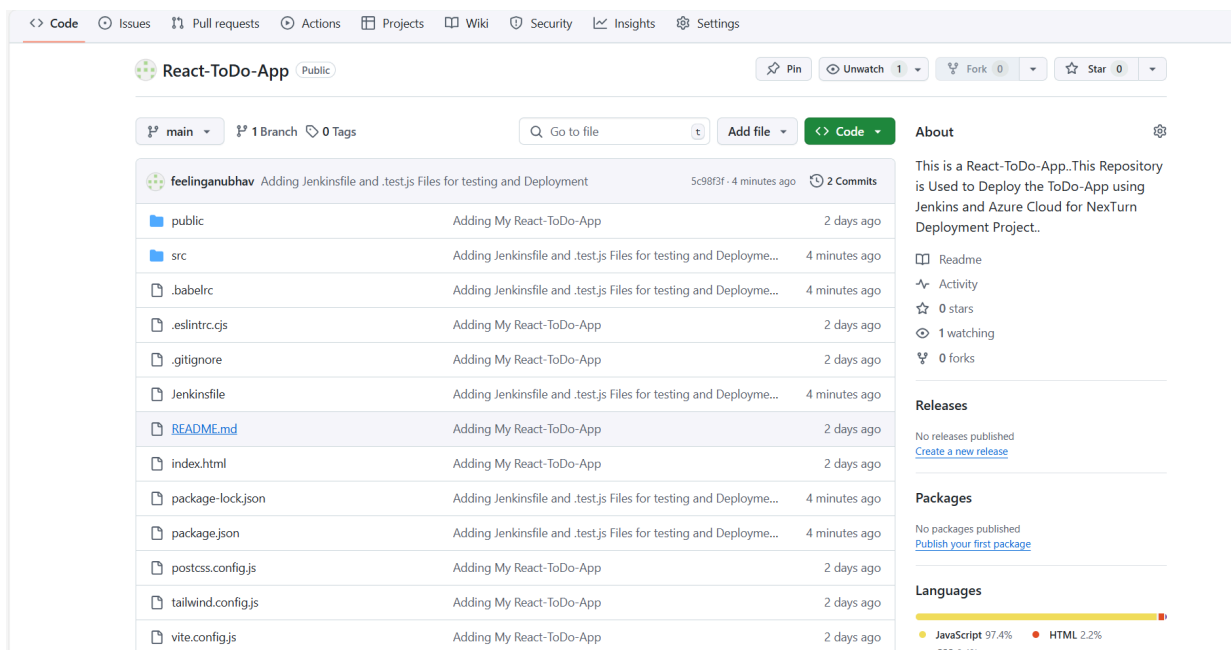 Code Issues Pull requests Actions Projects Wiki Security Insights Settings
React-ToDo-App Public
Pin Unwatch 1 Fork 0 Star 0
main 1 Branch 0 Tags Go to file t Add file Code
feelinganubhav Adding Jenkinsfile and .test.js Files for testing and Deployment 5c98f3f · 4 minutes ago 2 Commits
public Adding My React-ToDo-App 2 days ago
src Adding Jenkinsfile and .test.js Files for testing and Deployme... 4 minutes ago
.babelrc Adding Jenkinsfile and .test.js Files for testing and Deployme... 4 minutes ago
.eslintrc.cjs Adding My React-ToDo-App 2 days ago
.gitignore Adding My React-ToDo-App 2 days ago
Jenkinsfile Adding Jenkinsfile and .test.js Files for testing and Deployme... 4 minutes ago
README.md Adding My React-ToDo-App 2 days ago
index.html Adding My React-ToDo-App 2 days ago
package-lock.json Adding Jenkinsfile and .test.js Files for testing and Deployme... 4 minutes ago
package.json Adding Jenkinsfile and .test.js Files for testing and Deployme... 4 minutes ago
postcss.config.js Adding My React-ToDo-App 2 days ago
tailwind.config.js Adding My React-ToDo-App 2 days ago
vite.config.js Adding My React-ToDo-App 2 days ago
About
This is a React-ToDo-App..This Repository
is Used to Deploy the ToDo-App using
Jenkins and Azure Cloud for NexTurn
Deployment Project..
Readme
Activity
0 stars
1 watching
0 forks
Releases
No releases published
Create a new release
Packages
No packages published
Publish your first package
Languages
JavaScript 97.4% HTML 2.2%